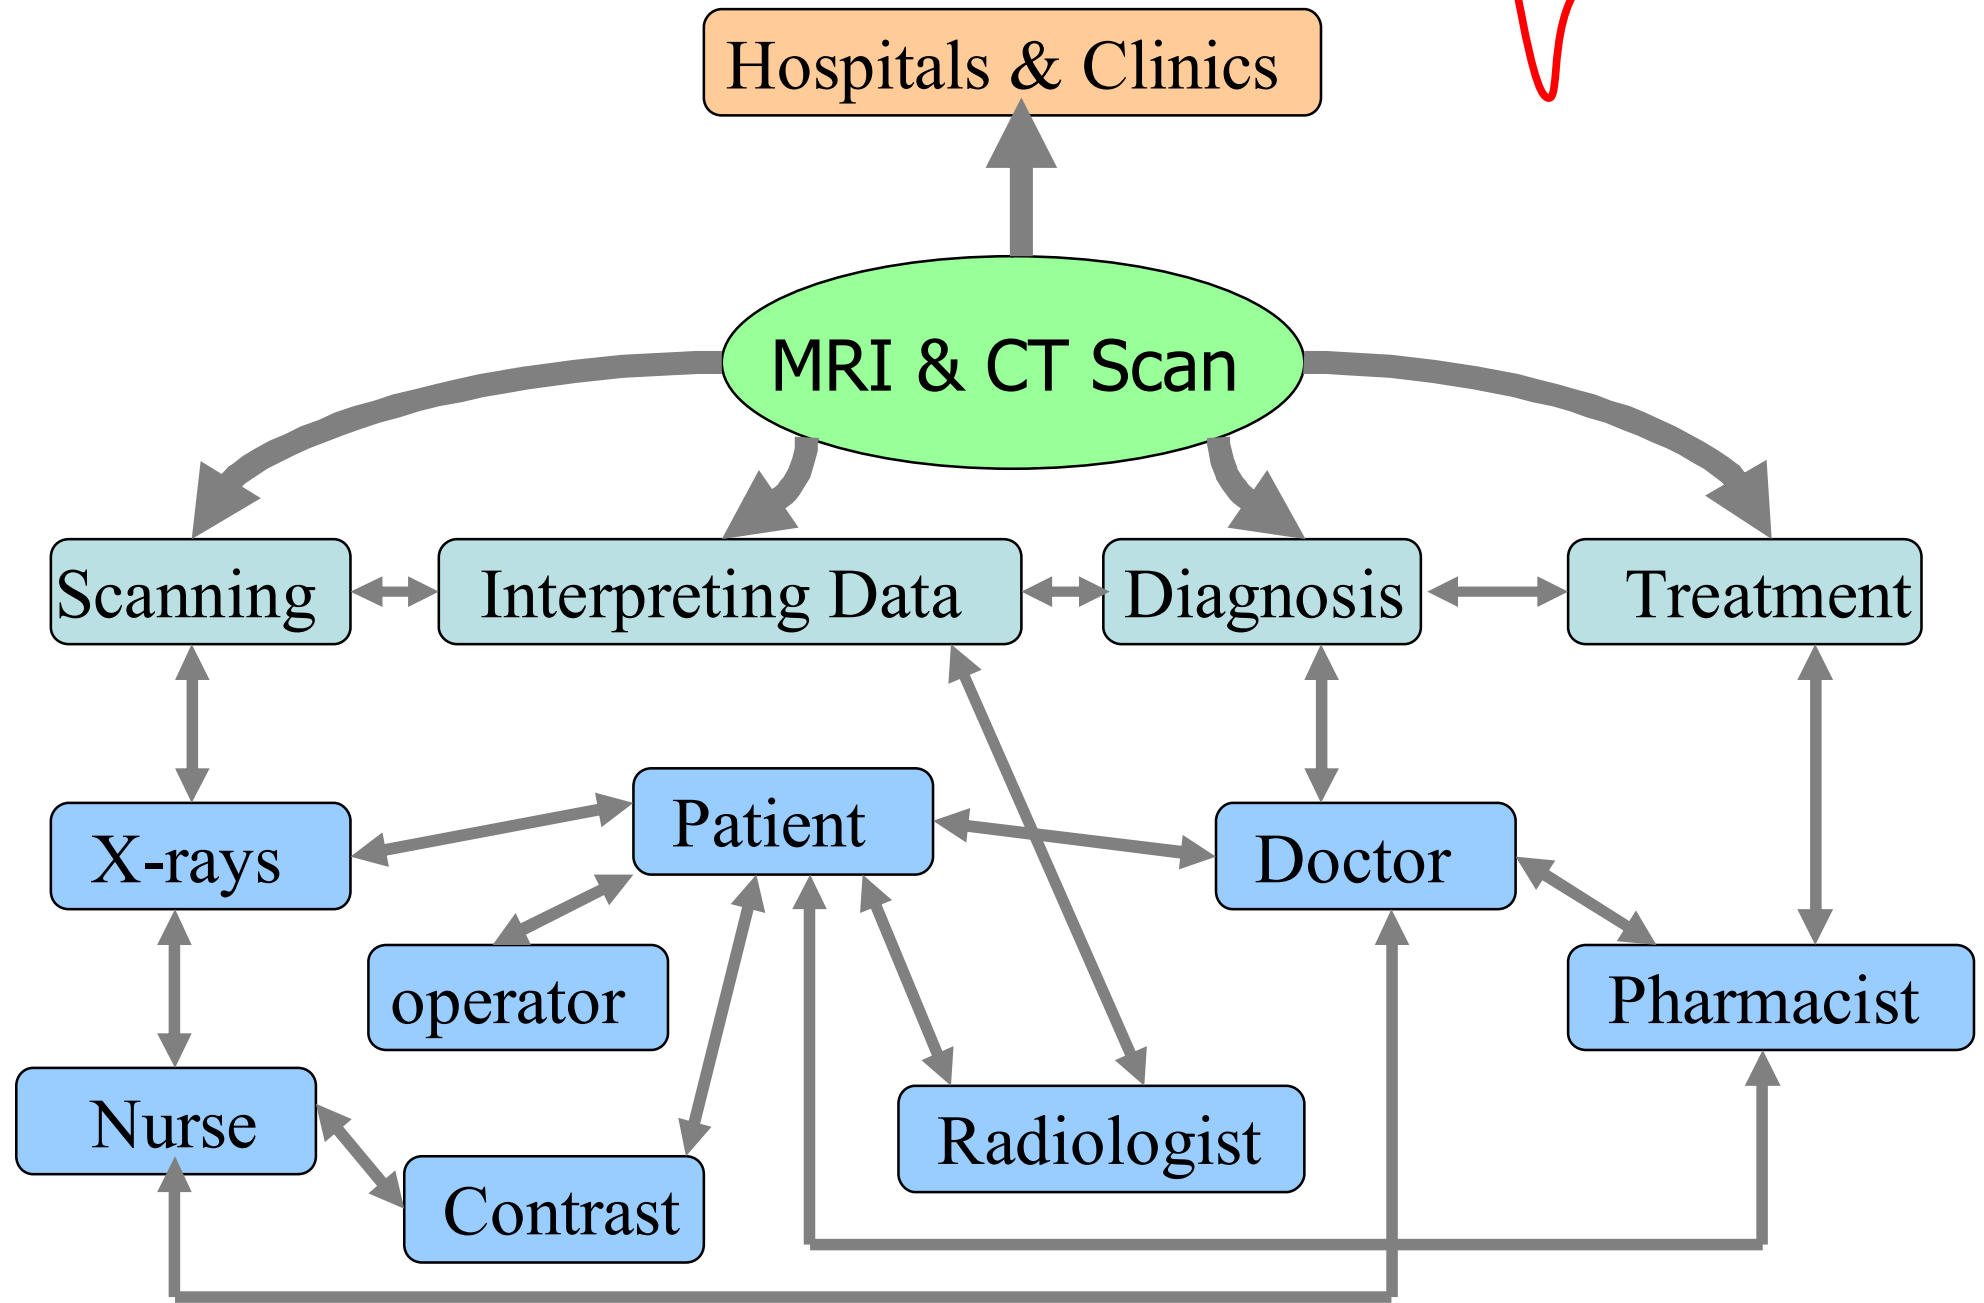 Hospitals & Clinics
MRI & CT Scan
Scanning
Interpreting Data
Diagnosis
Treatment
Patient
X-rays
Doctor
operator
Pharmacist
Nurse
Radiologist
Contrast